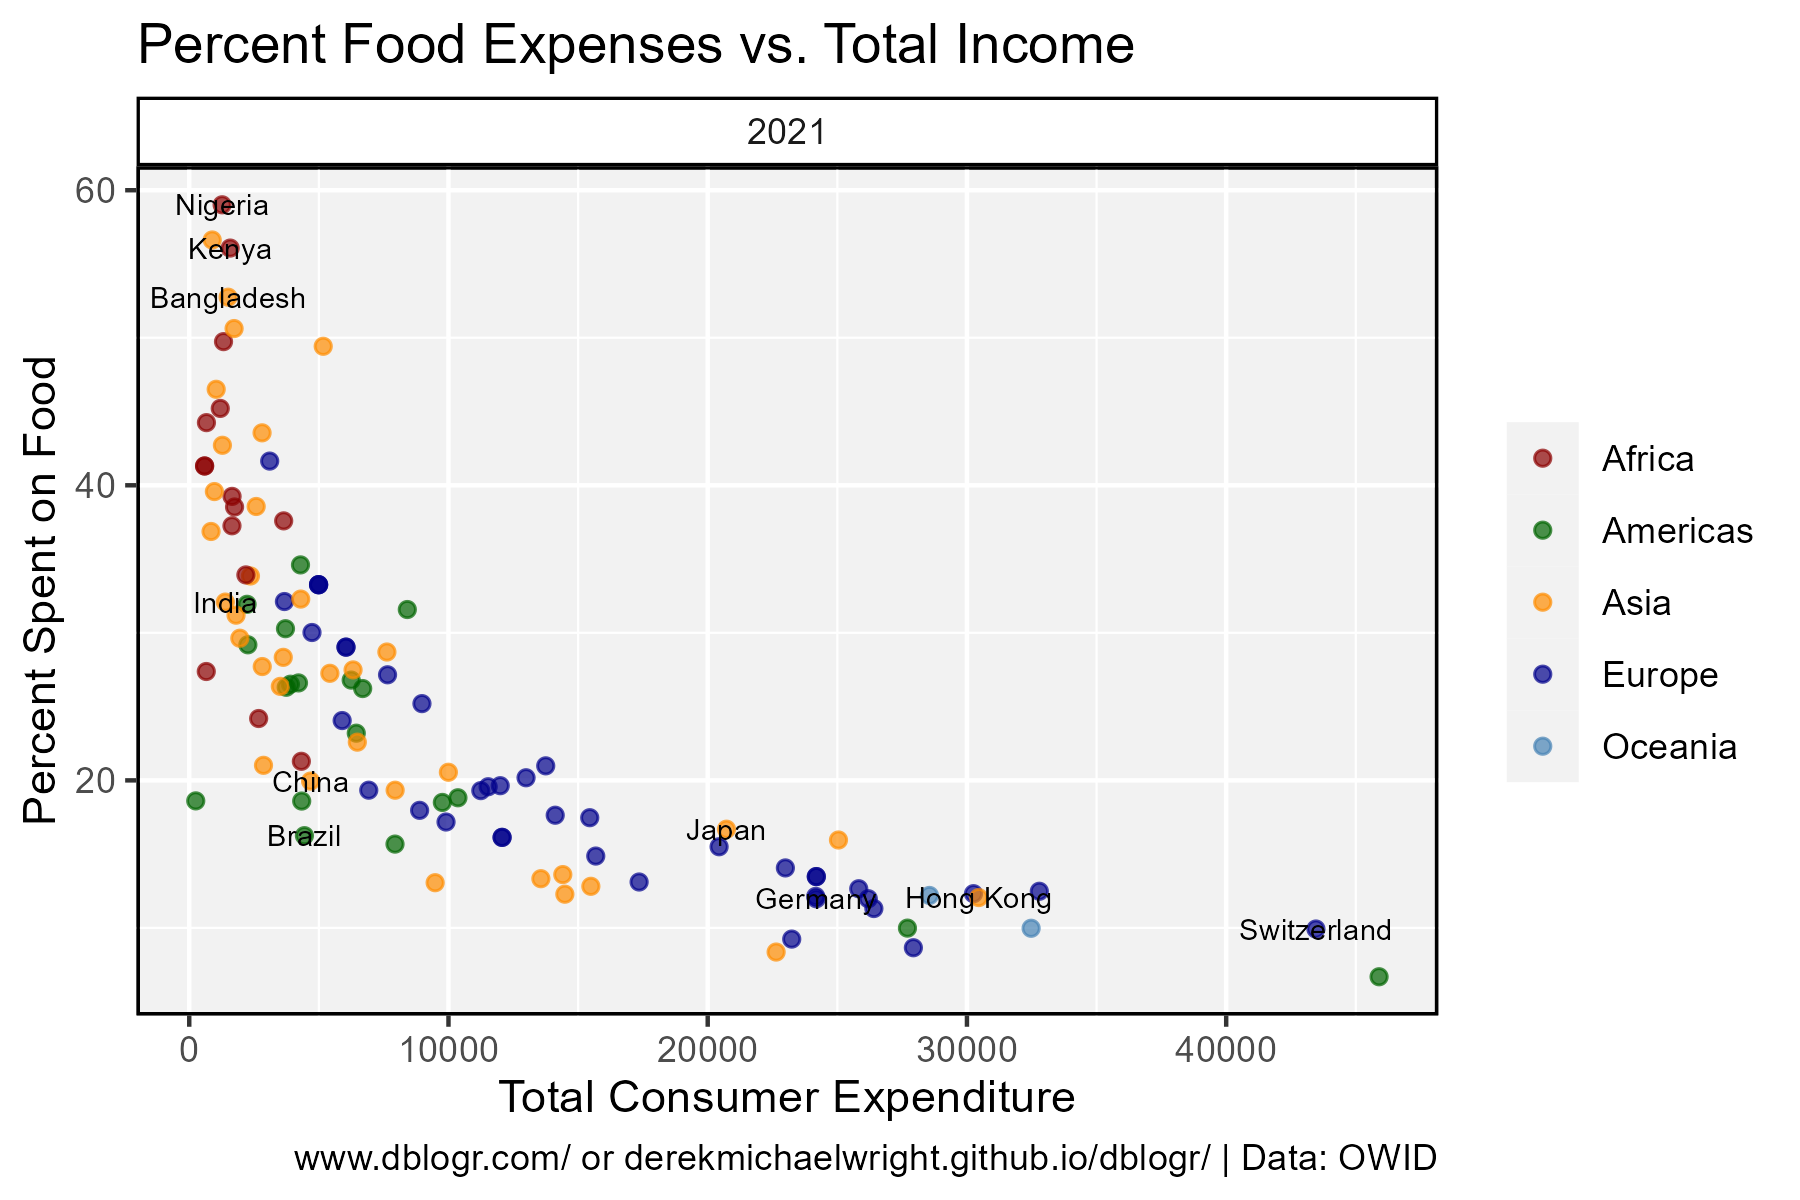 Percent Food Expenses vs. Total Income
2021
60
40
20
Percent Spent on Food
Nigeria
Kenya
Bangladesh
India
China
Brazil
Japan
Germany
Hong Kong
Switzerland
0
10000
20000
30000
40000
Total Consumer Expenditure
Africa
Americas
Asia
Europe
Oceania
www.dblogr.com/ or derekmichaelwright.github.io/dblogr/ | Data: OWID